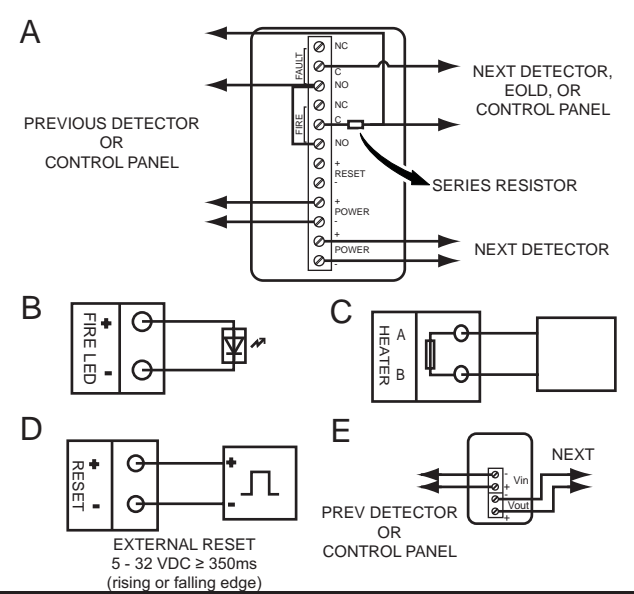 A
NC
FAULT
C
NO
NC
FIRE
C
NO
+
RESET
-
+
POWER
-
+
POWER
-
NEXT DETECTOR,
EOLD, OR
CONTROL PANEL
PREVIOUS DETECTOR
OR
CONTROL PANEL
SERIES RESISTOR
NEXT DETECTOR
B
FIRE LED
+
-
C
HEATER
A
B
D
RESET
+
-
+
-
EXTERNAL RESET
5 - 32 VDC ≥ 350ms
(rising or falling edge)
E
-
Vin
+
-
Vout
+
NEXT
PREV DETECTOR
OR
CONTROL PANEL